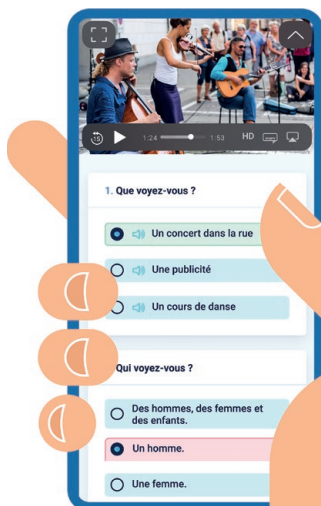 15
1:24
1:53
HD
1. Que voyez-vous ?
Un concert dans la rue
Une publicité
Un cours de danse
Qui voyez-vous ?
Des hommes, des femmes et
des enfants.
Un homme.
Une femme.